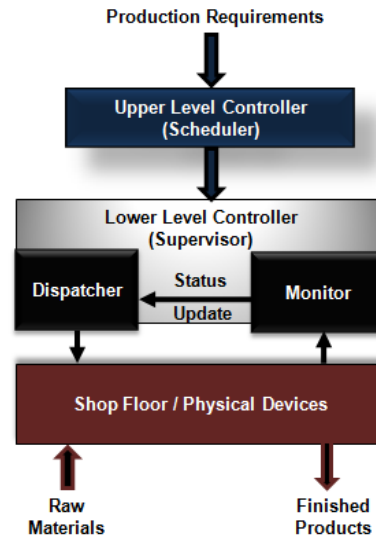 Production Requirements
Upper Level Controller
(Scheduler)
Lower Level Controller
(Supervisor)
Dispatcher
Status
Update
Monitor
Shop Floor / Physical Devices
Raw
Materials
Finished
Products